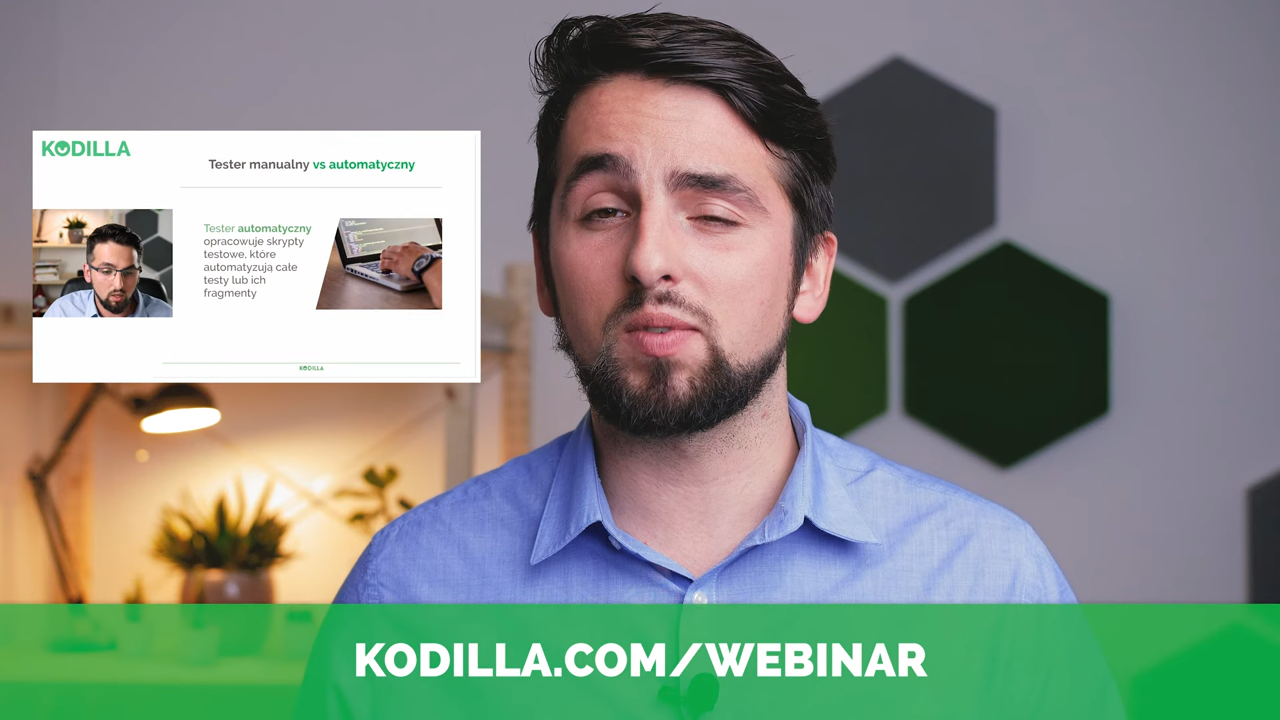 KODILLA
Tester manualny vs automatyczny
Tester automatyczny
opracowuje skrypty
testowe, które
automatyzują całe
testy lub ich
fragmenty
KODILLA
KODILLA.COM/WEBINAR